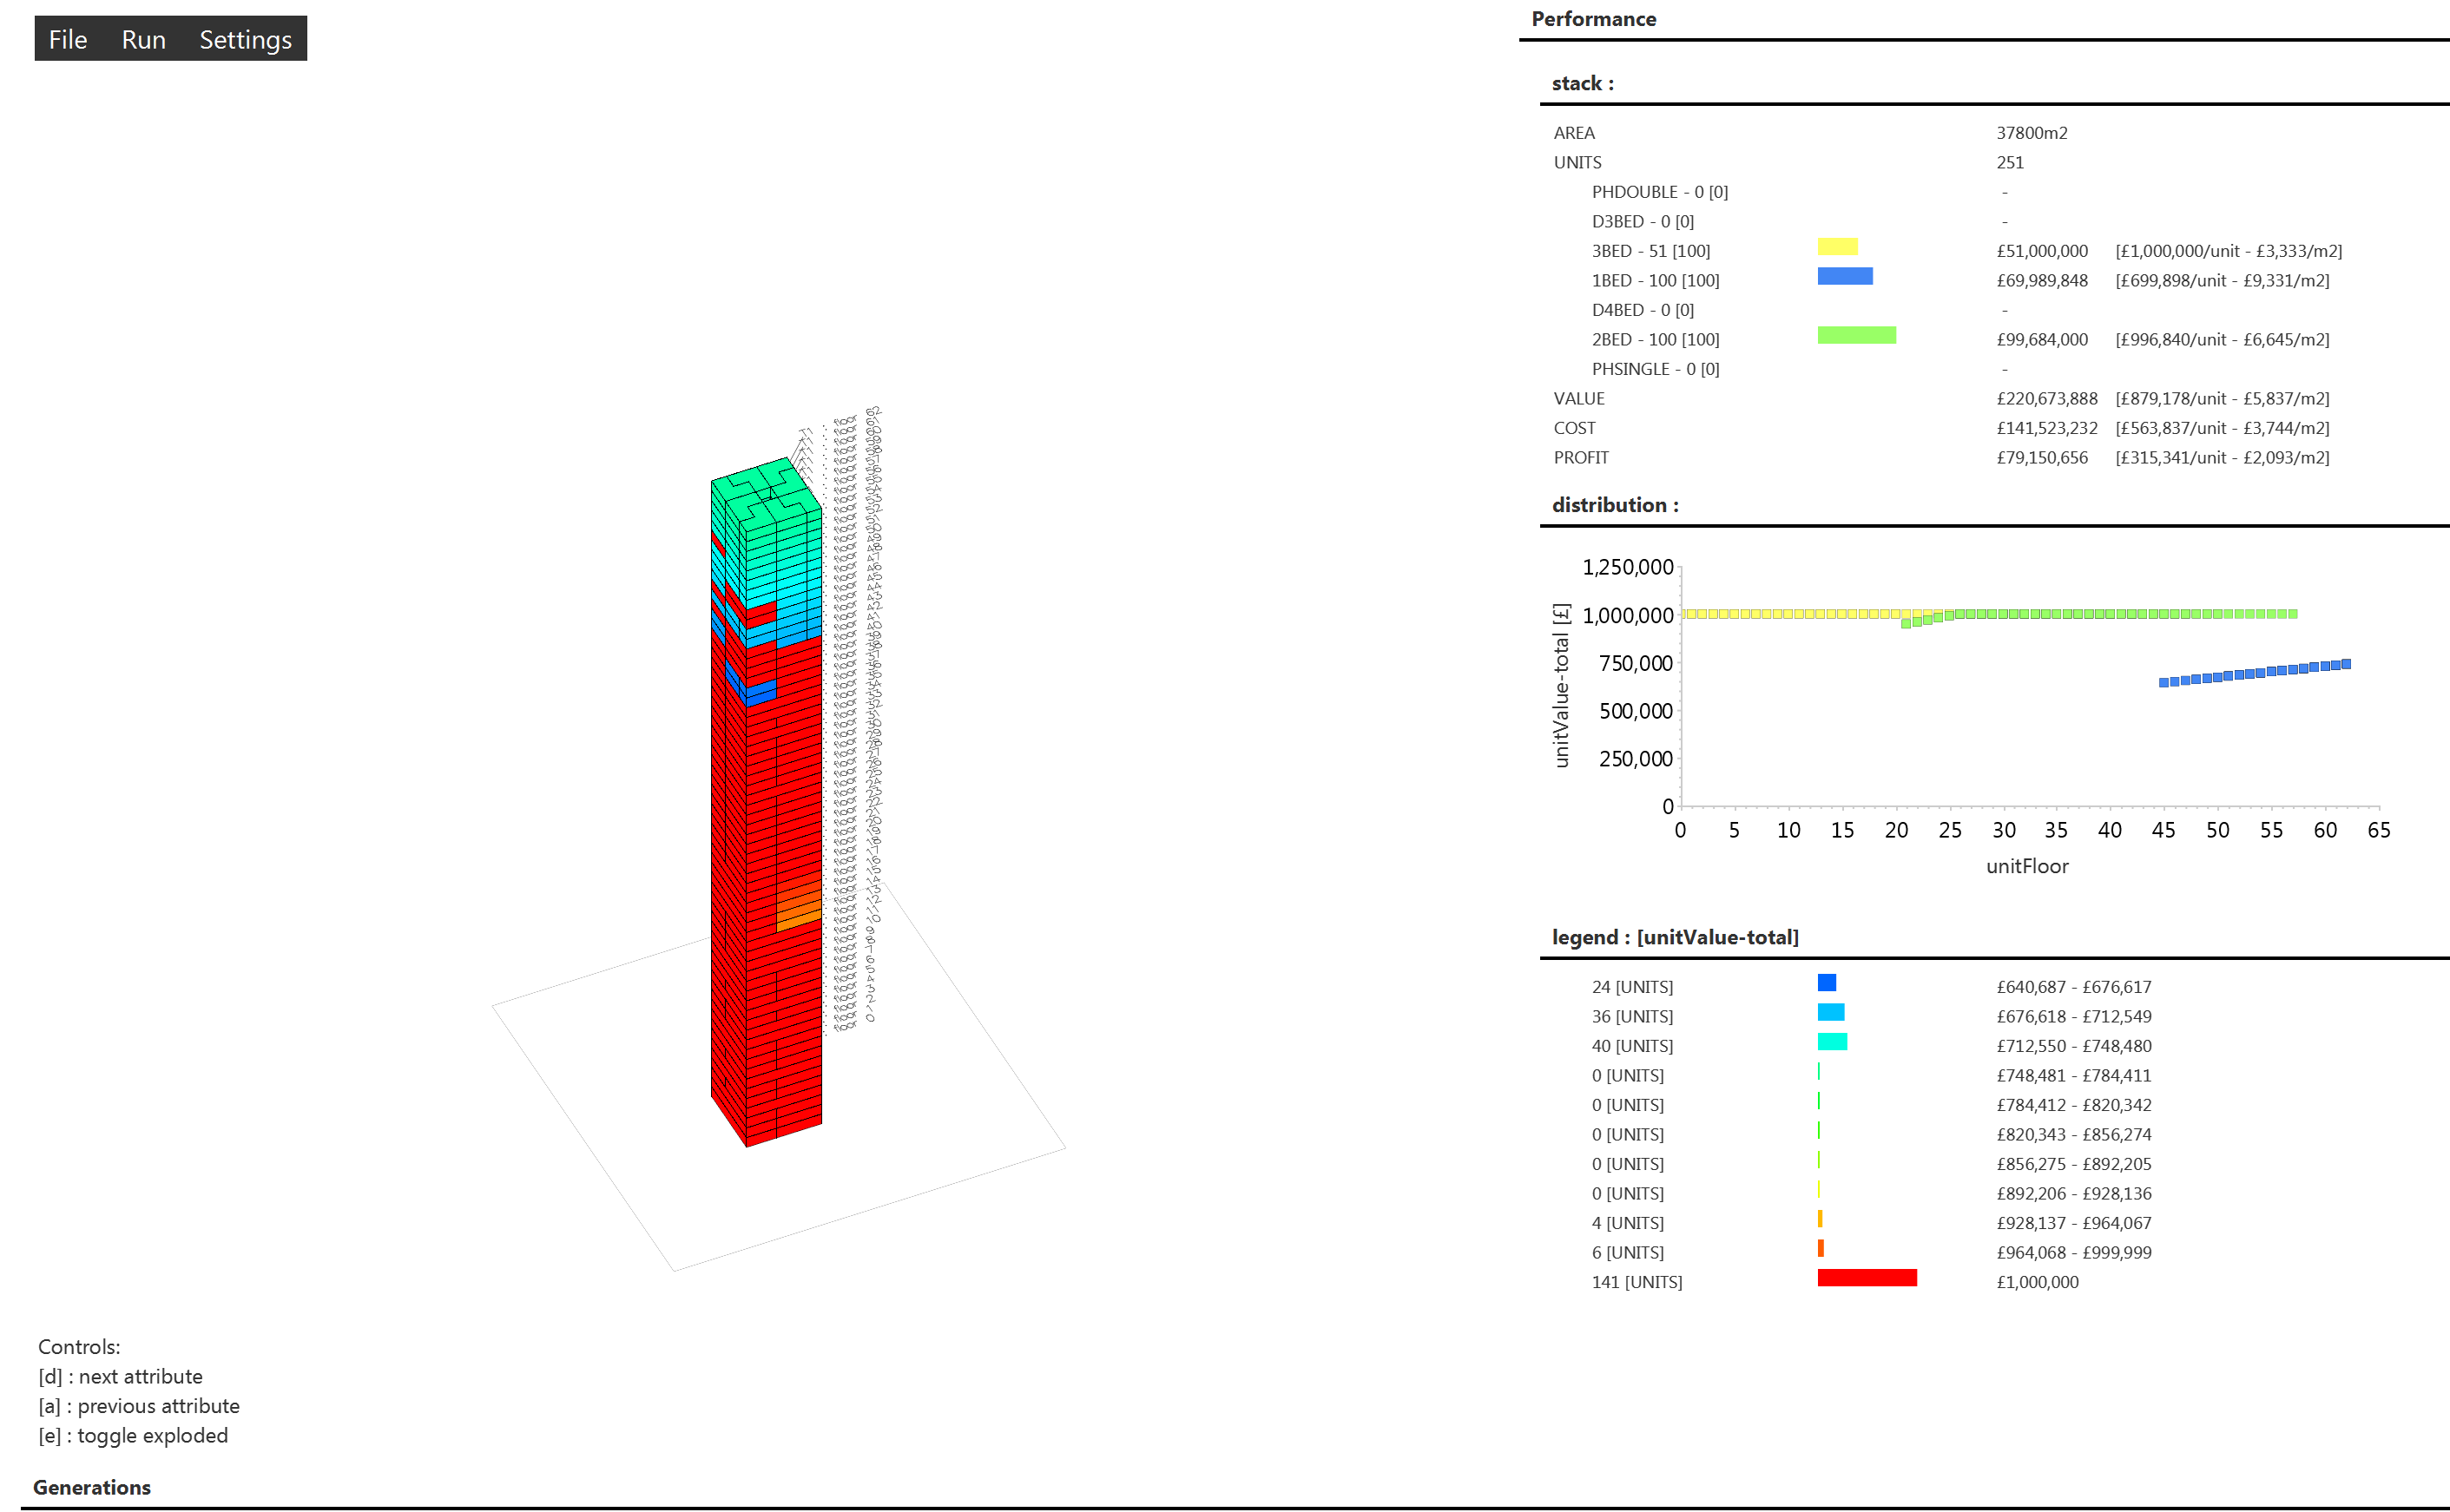 File Run Settings
Performance
stack :
AREA 37800m2
UNITS 251
PHDOUBLE - 0 [0] -
D3BED - 0 [0] -
3BED - 51 [100] £51,000,000 [£1,000,000/unit - £3,333/m2]
1BED - 100 [100] £69,989,848 [£699,898/unit - £9,331/m2]
D4BED - 0 [0] -
2BED - 100 [100] £99,684,000 [£996,840/unit - £6,645/m2]
PHSINGLE - 0 [0] -
VALUE £220,673,888 [£879,178/unit - £5,837/m2]
COST £141,523,232 [£563,837/unit - £3,744/m2]
PROFIT £79,150,656 [£315,341/unit - £2,093/m2]
distribution :
unitValue-total [£]
1,250,000
1,000,000
750,000
500,000
250,000
0
0 5 10 15 20 25 30 35 40 45 50 55 60 65
unitFloor
legend : [unitValue-total]
24 [UNITS] £640,687 - £676,617
36 [UNITS] £676,618 - £712,549
40 [UNITS] £712,550 - £748,480
0 [UNITS] £748,481 - £784,411
0 [UNITS] £784,412 - £820,342
0 [UNITS] £820,343 - £856,274
0 [UNITS] £856,275 - £892,205
0 [UNITS] £892,206 - £928,136
4 [UNITS] £928,137 - £964,067
6 [UNITS] £964,068 - £999,999
141 [UNITS] £1,000,000
Controls:
[d] : next attribute
[a] : previous attribute
[e] : toggle exploded
Generations